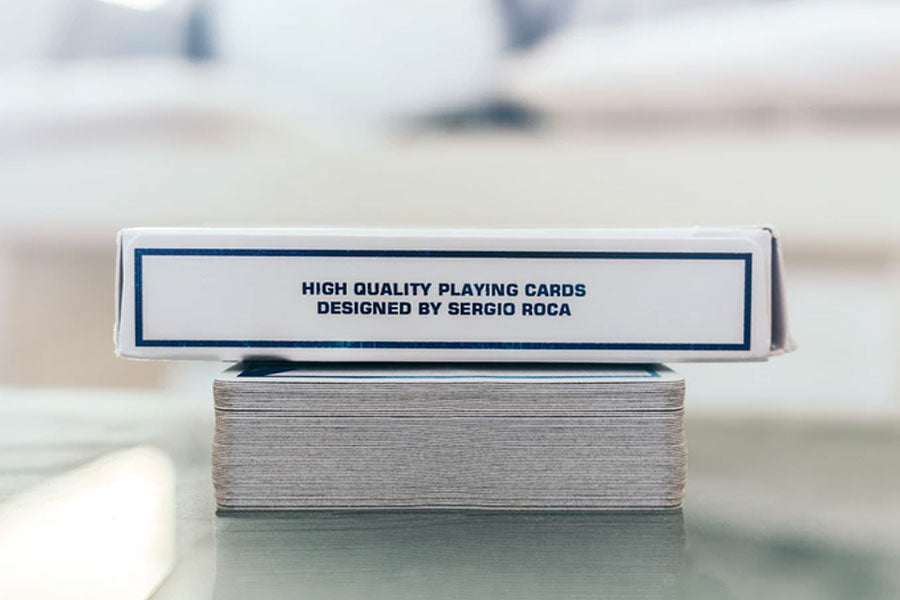 HIGH QUALITY PLAYING CARDS
DESIGNED BY SERGIO ROCA